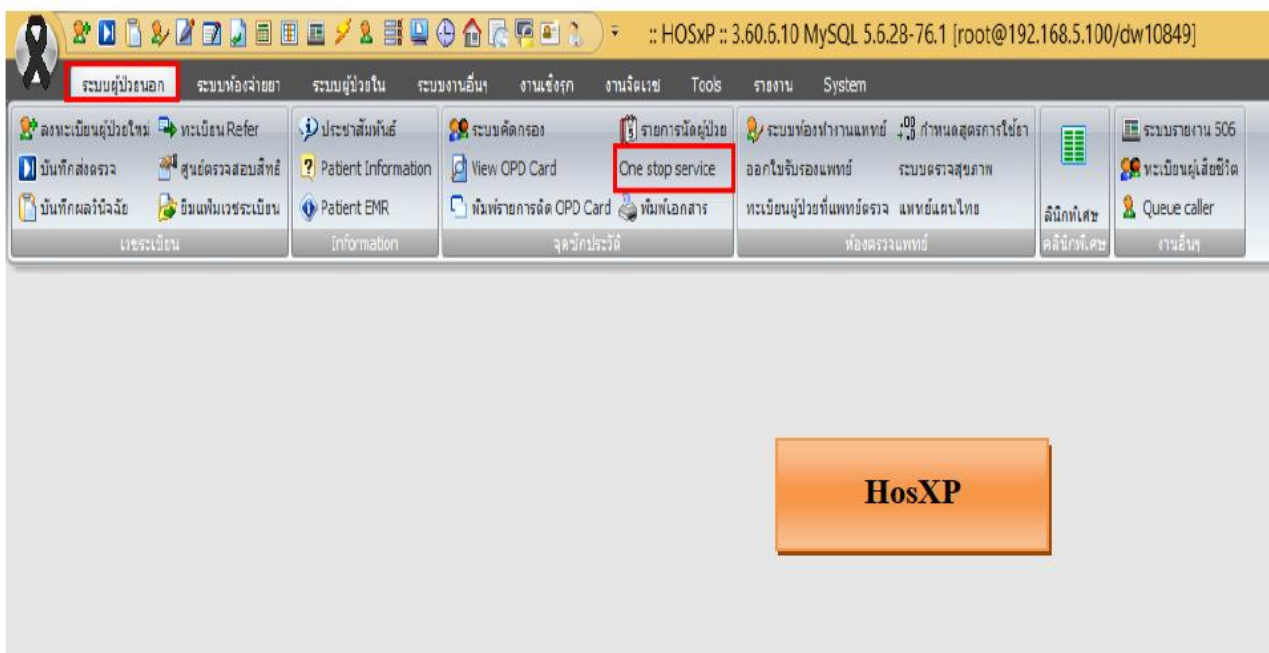 :: HOSxP :: 3.60.6.10 MySQL 5.6.28-76.1 [root@192.168.5.100/dw10849]
ระบบผู้ป่วยนอก ระบบห้องจ่ายยา ระบบผู้ป่วยใน ระบบงานอื่นๆ งานเชิงรุก งานจิตเวช Tools รายงาน System
ลงทะเบียนผู้ป่วยใหม่ ทะเบียน Refer ประชาสัมพันธ์ ระบบคัดกรอง รายการนัดผู้ป่วย ระบบห้องทำงานแพทย์ กำหนดสูตรการใช้ยา ระบบรายงาน 506
บันทึกส่งตรวจ ศูนย์ตรวจสอบสิทธิ์ Patient Information View OPD Card One stop service ออกใบรับรองแพทย์ ระบบตรวจสุขภาพ ทะเบียนผู้เสียชีวิต
บันทึกผลวินิจฉัย ยืมแฟ้มเวชระเบียน Patient EMR พิมพ์รายการติด OPD Card พิมพ์เอกสาร ทะเบียนผู้ป่วยที่แพทย์ตรวจ แพทย์แผนไทย ลินิกพิเศษ Queue caller
เวชระเบียน Information จุดซักประวัติ ห้องตรวจแพทย์ คลินิกพิเศษ งานอื่นๆ
HosXP